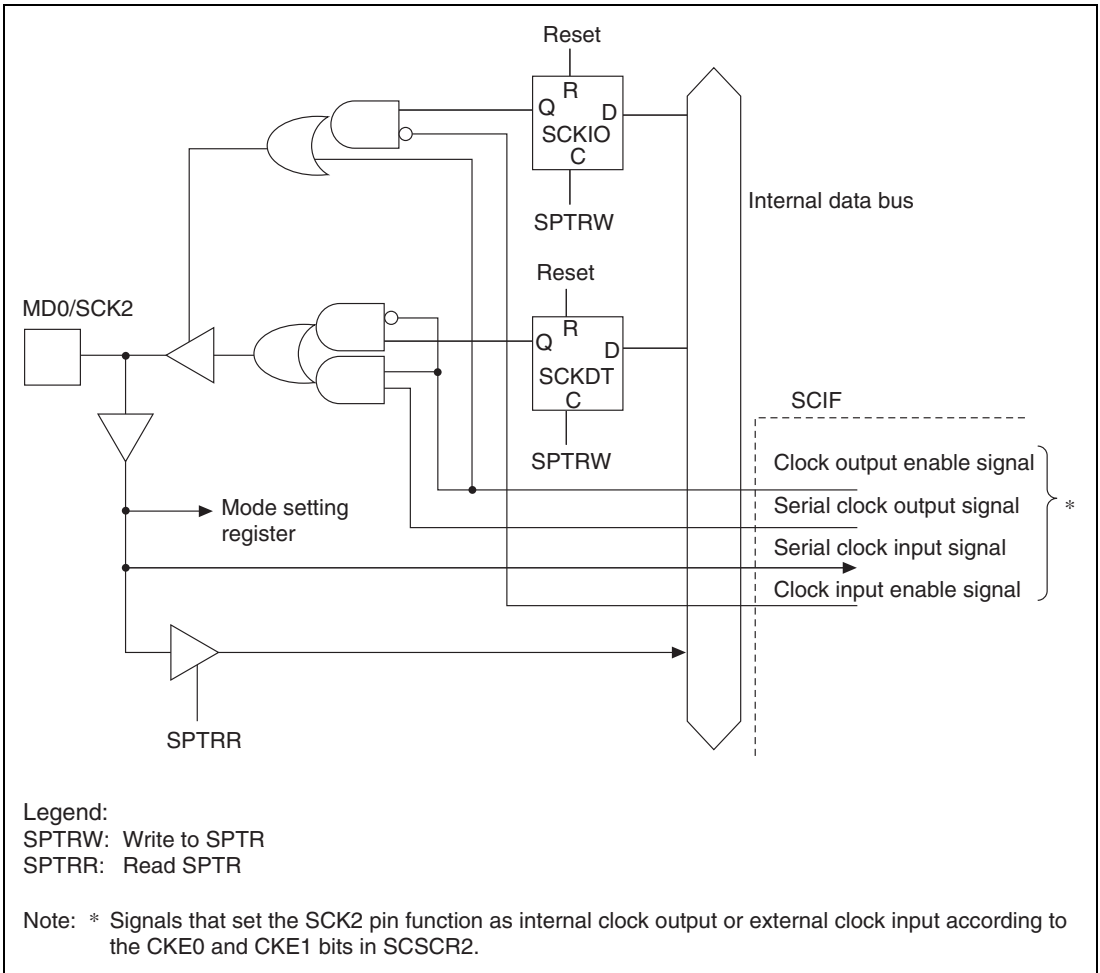 Reset
R
Q
D
SCKIO
C
SPTRW
Internal data bus
Reset
MD0/SCK2
R
Q
D
SCKDT
C
SPTRW
SCIF
Clock output enable signal
Serial clock output signal
*
Mode setting
register
Serial clock input signal
Clock input enable signal
SPTRR
Legend:
SPTRW: Write to SPTR
SPTRR: Read SPTR
Note: * Signals that set the SCK2 pin function as internal clock output or external clock input according to
the CKE0 and CKE1 bits in SCSCR2.